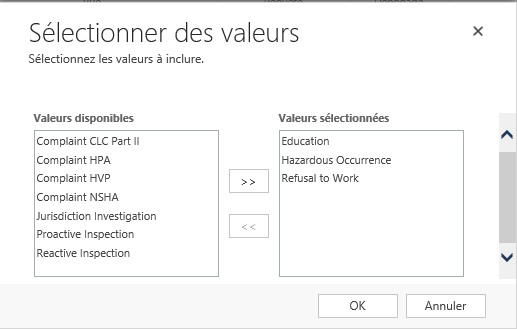 Sélectionner des valeurs
Sélectionnez les valeurs à inclure.
Valeurs disponibles
Complaint CLC Part II
Complaint HPA
Complaint HVP
Complaint NSHA
Jurisdiction Investigation
Proactive Inspection
Reactive Inspection
>>
<<
Valeurs sélectionnées
Education
Hazardous Occurrence
Refusal to Work
OK
Annuler